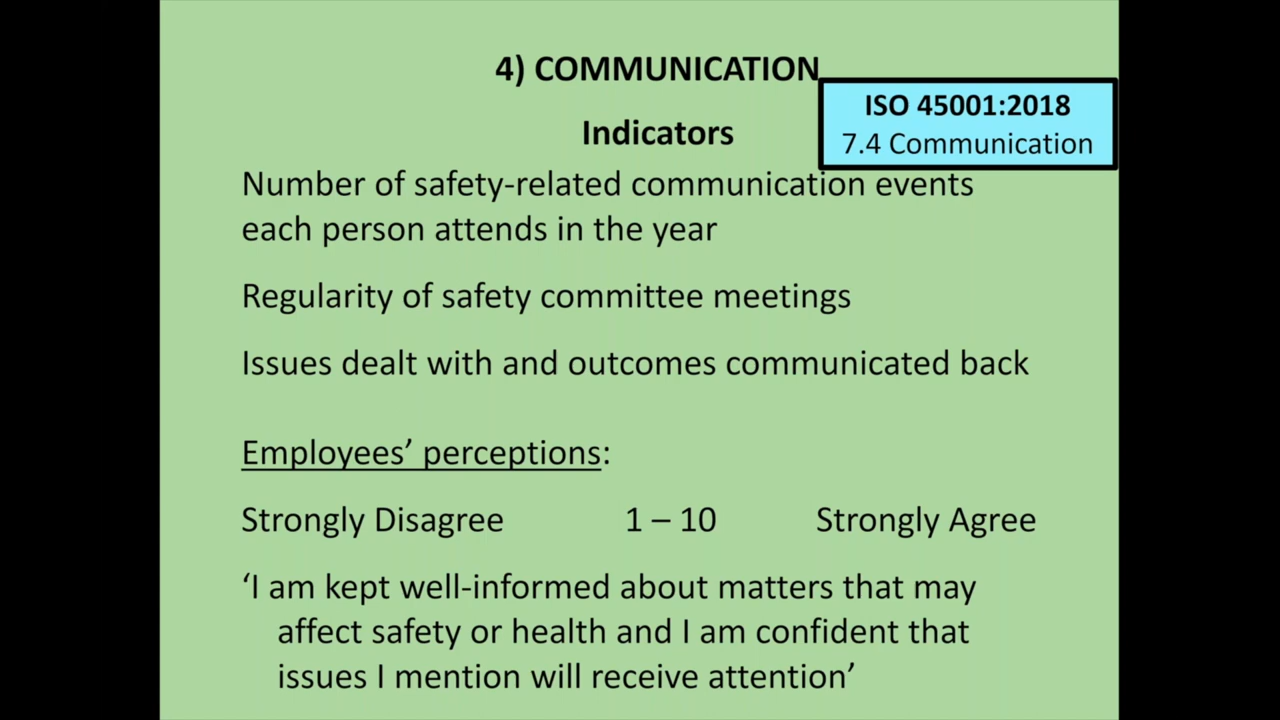 4) COMMUNICATION
ISO 45001:2018
7.4 Communication
Indicators
Number of safety-related communication events
each person attends in the year
Regularity of safety committee meetings
Issues dealt with and outcomes communicated back
Employees’ perceptions:
Strongly Disagree 1 – 10 Strongly Agree
‘I am kept well-informed about matters that may
affect safety or health and I am confident that
issues I mention will receive attention’